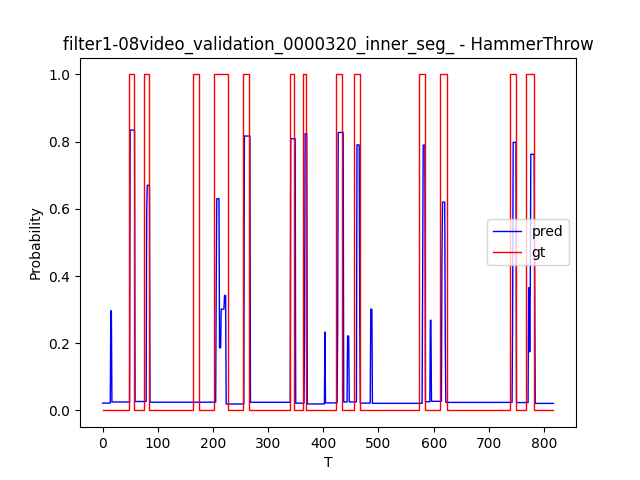 filter1-08video_validation_0000320_inner_seg_ - HammerThrow
1.0
0.8
0.6
0.4
0.2
0.0
Probability
pred
gt
0 100 200 300 400 500 600 700 800
T